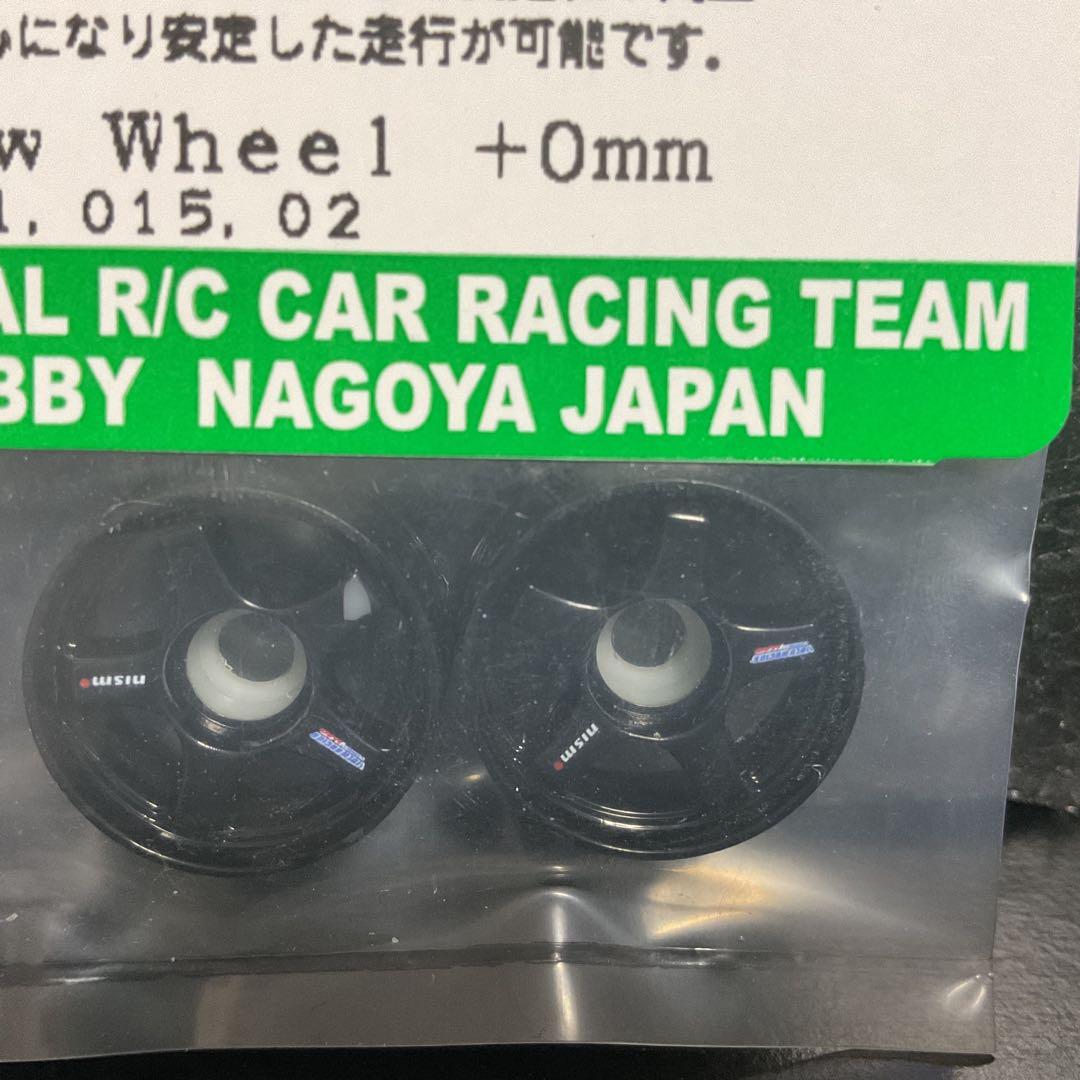 になり安定した走行が可能です。
w Wheel +0mm
1, 015, 02
AL R/C CAR RACING TEAM
BBY NAGOYA JAPAN
nismo
nismo